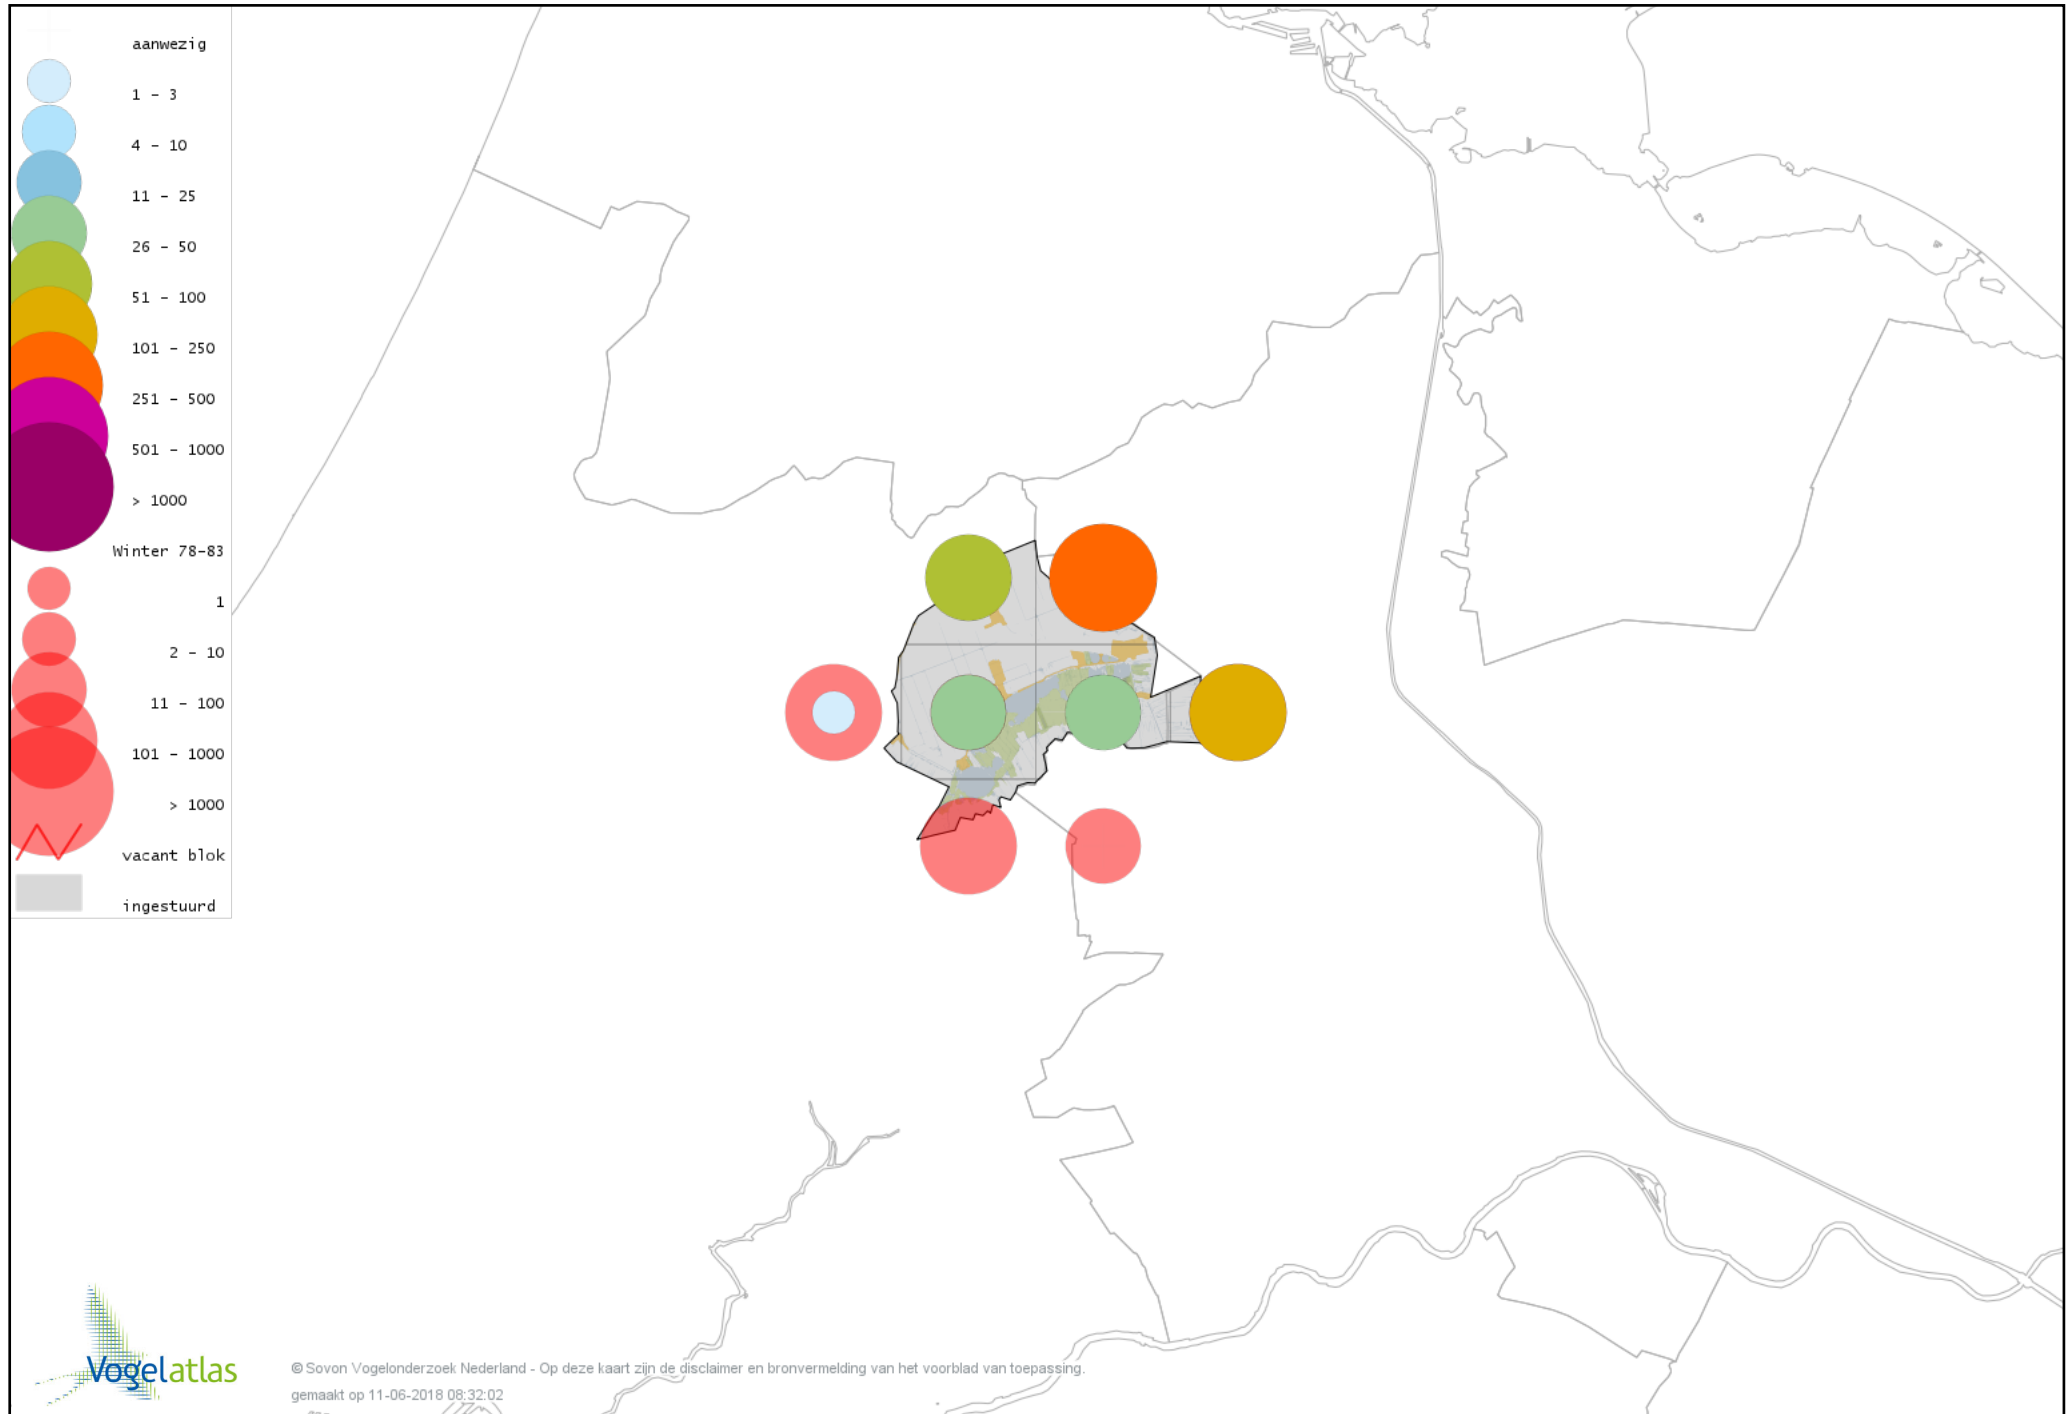 aanwezig
1 - 3
4 - 10
11 - 25
26 - 50
51 - 100
101 - 250
251 - 500
501 - 1000
> 1000
Winter 78-83
1
2 - 10
11 - 100
101 - 1000
> 1000
vacant blok
ingestuurd
Vogelatlas
© Sovon Vogelonderzoek Nederland - Op deze kaart zijn de disclaimer en bronvermelding van het voorblad van toepassing.
gemaakt op 11-06-2018 08:32:02